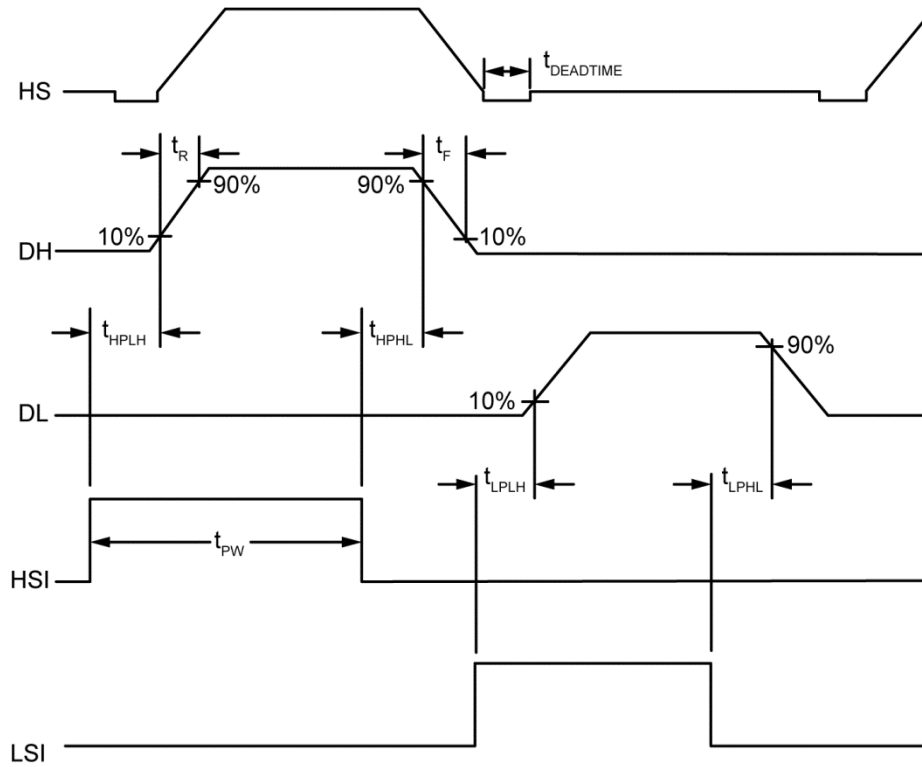 HS
tDEADTIME
tR
tF
90%
90%
10%
10%
DH
tHPLH
tHPHL
90%
10%
DL
tLPLH
tLPHL
tPW
HSI
LSI